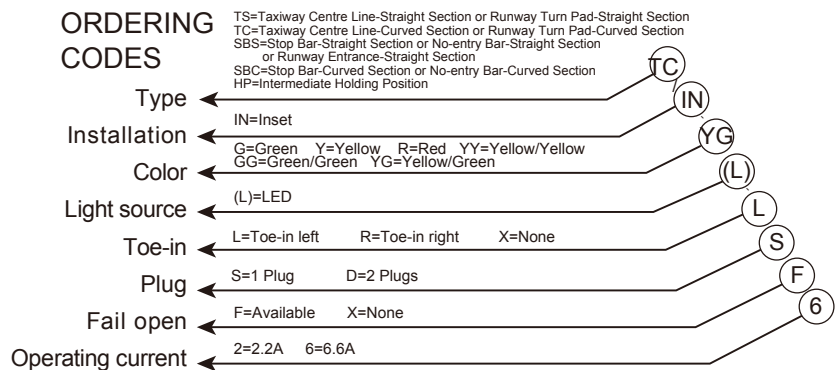 ORDERING
CODES
TS=Taxiway Centre Line-Straight Section or Runway Turn Pad-Straight Section
TC=Taxiway Centre Line-Curved Section or Runway Turn Pad-Curved Section
SBS=Stop Bar-Straight Section or No-entry Bar-Straight Section
or Runway Entrance-Straight Section
SBC=Stop Bar-Curved Section or No-entry Bar-Curved Section
HP=Intermediate Holding Position
Type
TC
IN=Inset
Installation
IN
G=Green Y=Yellow R=Red YY=Yellow/Yellow
GG=Green/Green YG=Yellow/Green
Color
YG
(L)=LED
Light source
(L)
L=Toe-in left R=Toe-in right X=None
Toe-in
L
S=1 Plug D=2 Plugs
Plug
S
F=Available X=None
Fail open
F
2=2.2A 6=6.6A
Operating current
6